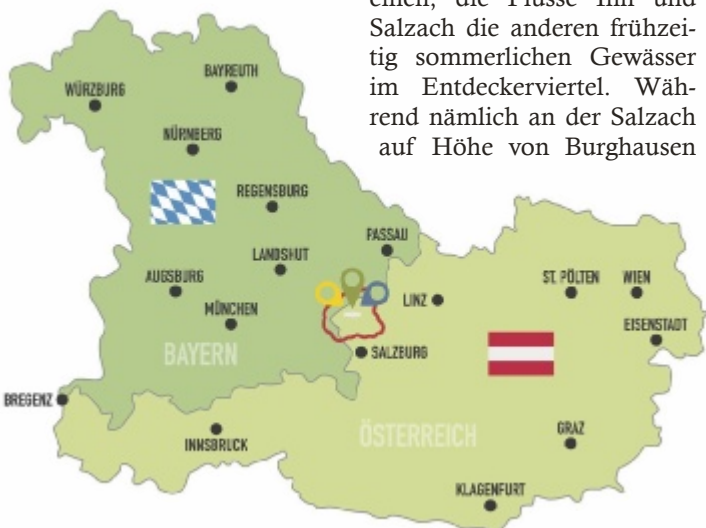 einen, die Flüsse Inn und
Salzach die anderen frühzei-
tig sommerlichen Gewässer
im Entdeckerviertel. Wäh-
rend nämlich an der Salzach
auf Höhe von Burghausen
BAYREUTH
WÜRZBURG
NÜRNBERG
REGENSBURG
PASSAU
LANDSHUT
AUGSBURG
MÜNCHEN
LINZ
ST. PÖLTEN
WIEN
EISENSTADT
BAYERN
SALZBURG
BREGENZ
INNSBRUCK
ÖSTERREICH
GRAZ
KLAGENFURT